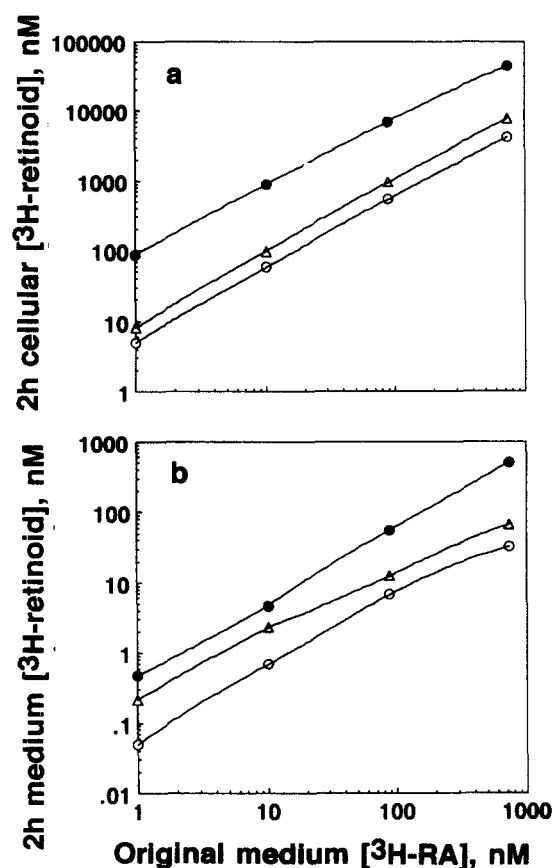 2h cellular [3H-retinoid], nM
100000
10000
1000
100
10
1
a
2h medium [3H-retinoid], nM
1000
100
10
1
.1
.01
b
1 10 100 1000
Original medium [3H-RA], nM